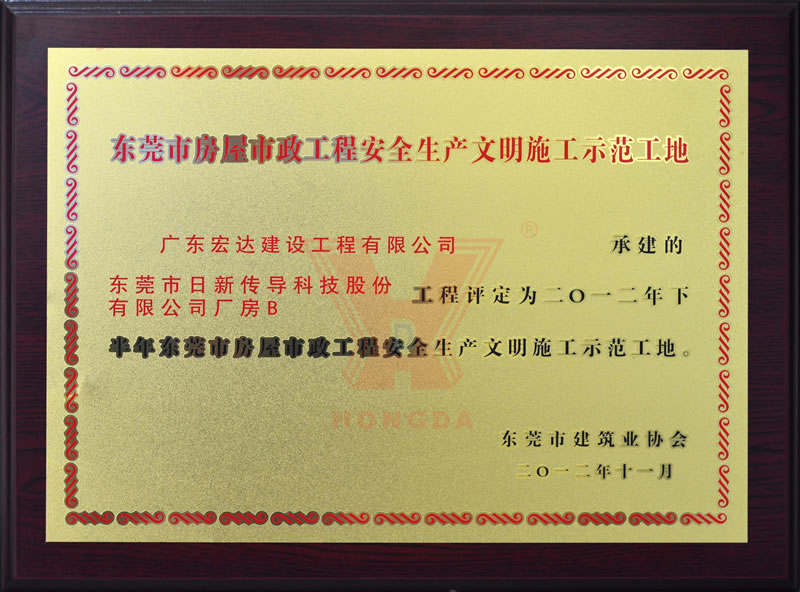 东莞市房屋市政工程安全生产文明施工示范工地
广东宏达建设工程有限公司 承建的
东莞市日新传导科技股份
有限公司厂房B 工程评定为二〇一二年下
半年东莞市房屋市政工程安全生产文明施工示范工地。
东莞市建筑业协会
二〇一二年十一月
®
HONGDA